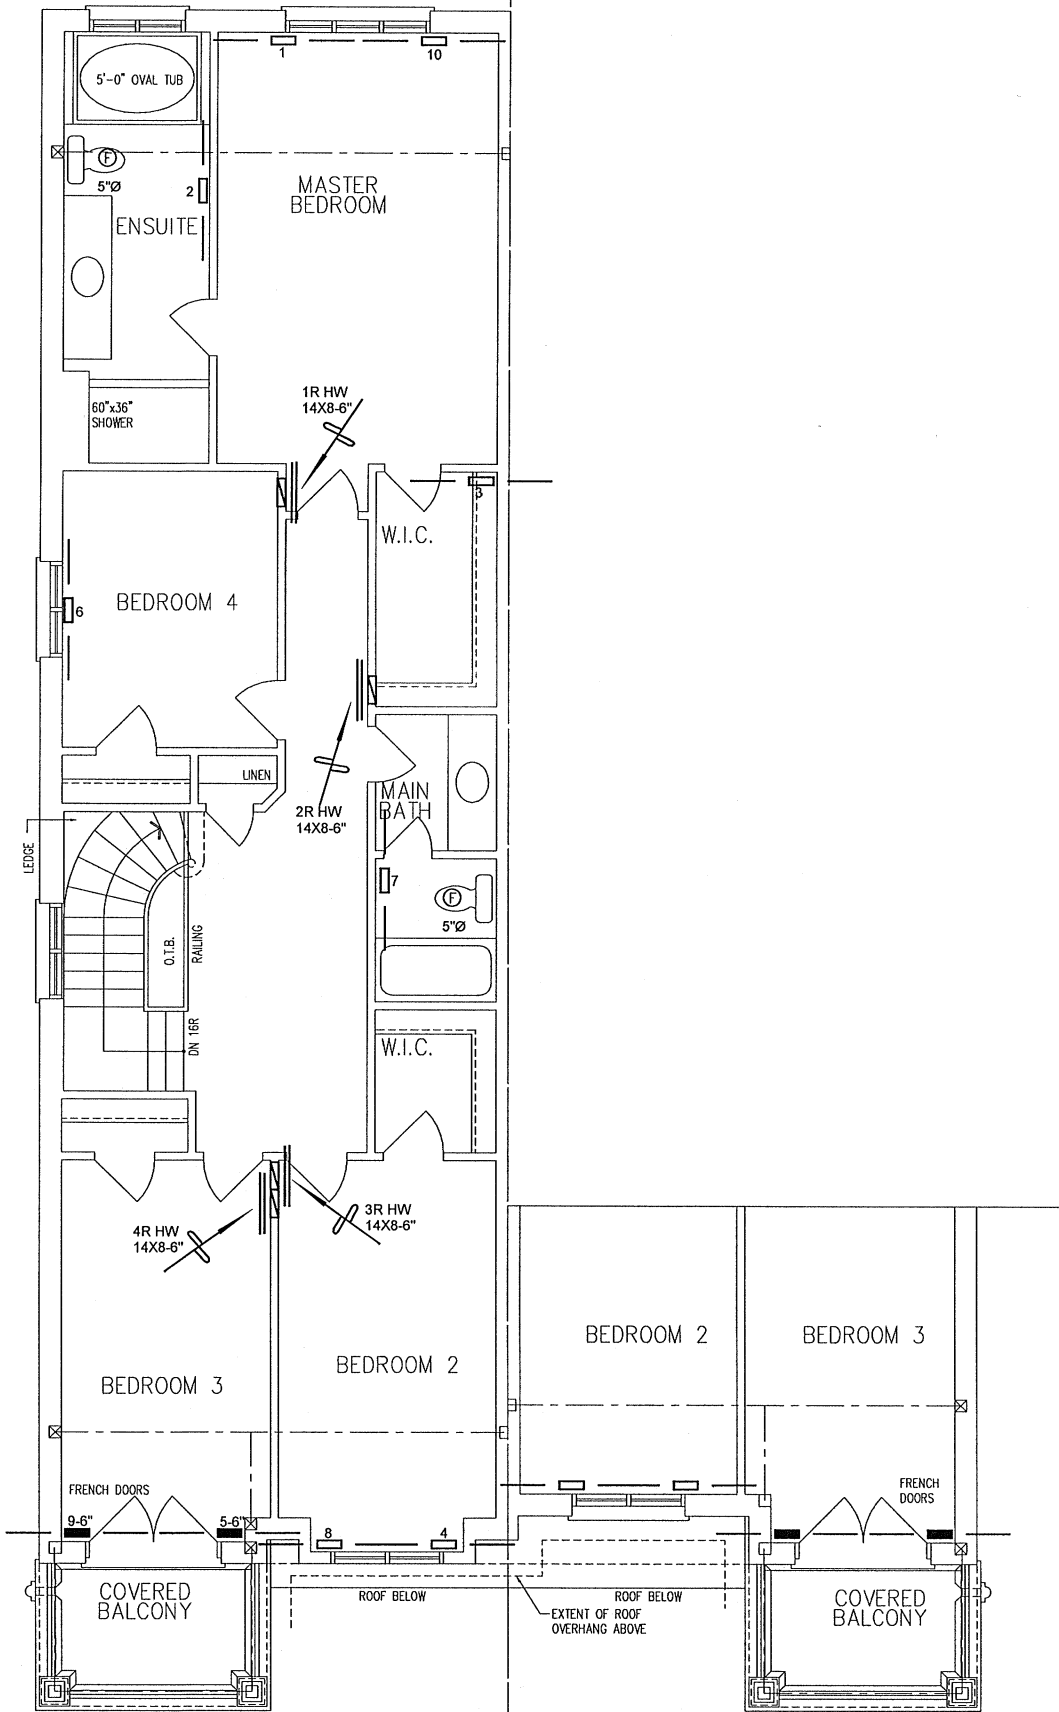 1
10
5'-0" OVAL TUB
F
5"Ø
2
MASTER
BEDROOM
ENSUITE
1R HW
14X8-6"
60"x36"
SHOWER
3
W.I.C.
6
BEDROOM 4
LINEN
2R HW
14X8-6"
MAIN
BATH
LEDGE
7
F
5"Ø
O.T.B.
RAILING
DN 16R
W.I.C.
4R HW
14X8-6"
3R HW
14X8-6"
BEDROOM 3
BEDROOM 2
BEDROOM 2
BEDROOM 3
FRENCH DOORS
FRENCH
DOORS
9-6"
5-6"
8
4
COVERED
BALCONY
ROOF BELOW
ROOF BELOW
EXTENT OF ROOF
OVERHANG ABOVE
COVERED
BALCONY